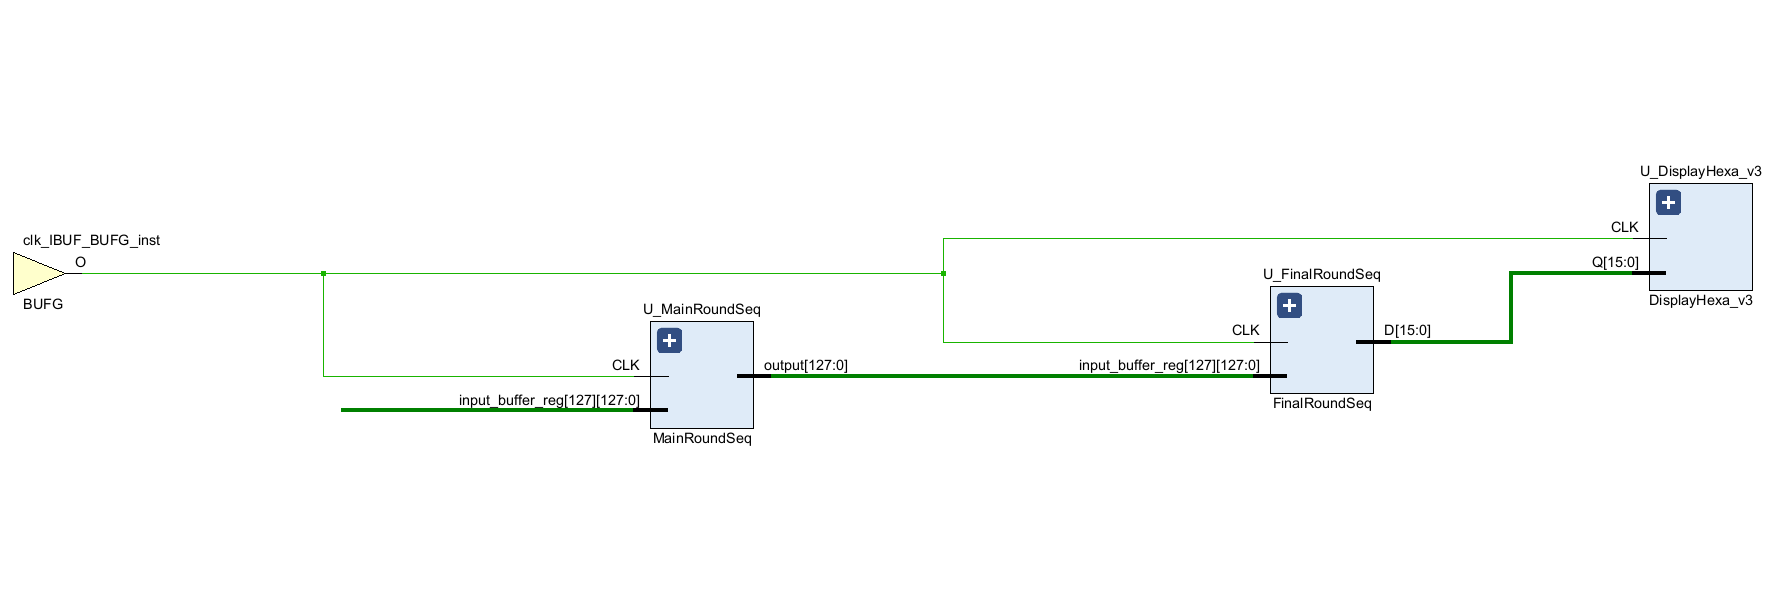 U_DisplayHexa_v3
CLK
Q[15:0]
DisplayHexa_v3
clk_IBUF_BUFG_inst
O
BUFG
U_FinalRoundSeq
CLK
D[15:0]
input_buffer_reg[127][127:0]
FinalRoundSeq
U_MainRoundSeq
CLK
output[127:0]
input_buffer_reg[127][127:0]
MainRoundSeq